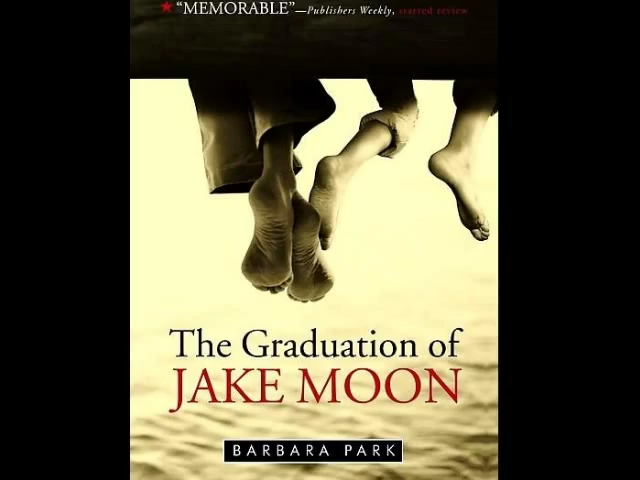 ★ “MEMORABLE”—Publishers Weekly, starred review
The Graduation of
JAKE MOON
BARBARA PARK